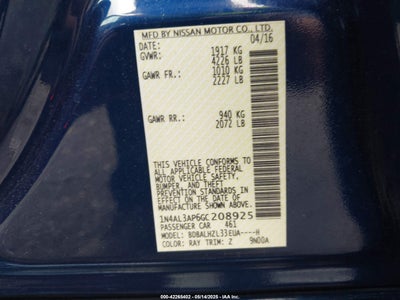 MFD BY NISSAN MOTOR CO., LTD.
DATE: 04/16
GVWR: 1917 KG
4226 LB
GAWR FR: 1010 KG
2227 LB
GAWR RR: 940 KG
2072 LB
THIS VEHICLE CONFORMS TO
ALL APPLICABLE FEDERAL
MOTOR VEHICLE SAFETY,
BUMPER, AND THEFT
PREVENTION STANDARDS IN
EFFECT ON THE DATE OF
MANUFACTURE SHOWN ABOVE.
1N4AL3AP6GC208925
PASSENGER CAR 461
MODEL: BDBALHZL33EUA----H
COLOR: RAY TRIM: Z 9N00A
000-42265402 - 05/14/2025 - IAAHQ